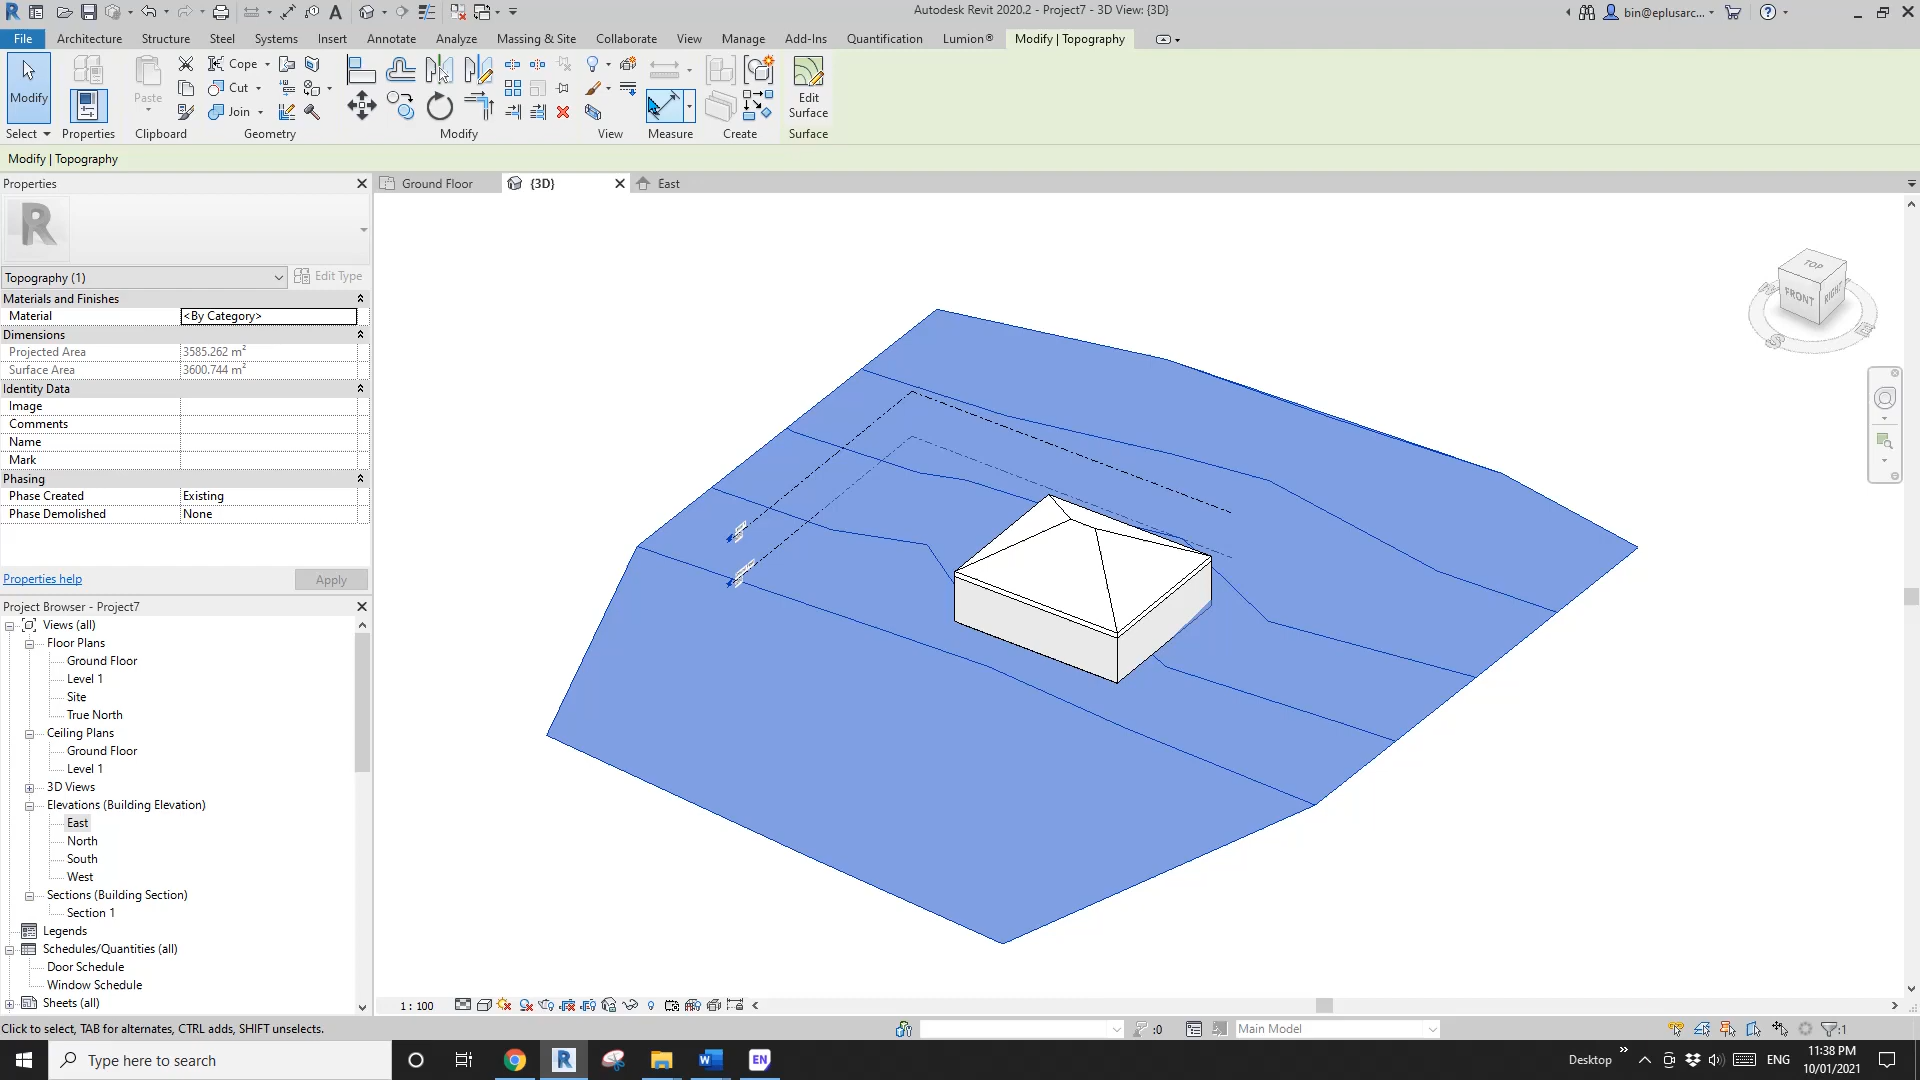 Autodesk Revit 2020.2 - Project7 - 3D View: {3D}
bin@eplusarc...
File Architecture Structure Steel Systems Insert Annotate Analyze Massing & Site Collaborate View Manage Add-Ins Quantification Lumion® Modify | Topography
Modify
Paste
Cope
Cut
Join
Edit
Surface
Select Properties Clipboard Geometry Modify View Measure Create Surface
Modify | Topography
Properties
Ground Floor
{3D}
East
R
Topography (1)
Edit Type
Materials and Finishes
Material <By Category>
Dimensions
Projected Area 3585.262 m²
Surface Area 3600.744 m²
Identity Data
Image
Comments
Name
Mark
Phasing
Phase Created Existing
Phase Demolished None
Properties help
Apply
TOP
FRONT
RIGHT
S
E
Project Browser - Project7
Views (all)
Floor Plans
Ground Floor
Level 1
Site
True North
Ceiling Plans
Ground Floor
Level 1
3D Views
Elevations (Building Elevation)
East
North
South
West
Sections (Building Section)
Section 1
Legends
Schedules/Quantities (all)
Door Schedule
Window Schedule
Sheets (all)
1 : 100
Click to select, TAB for alternates, CTRL adds, SHIFT unselects.
:0
Main Model
:1
Type here to search
EN
Desktop
ENG
11:38 PM
10/01/2021